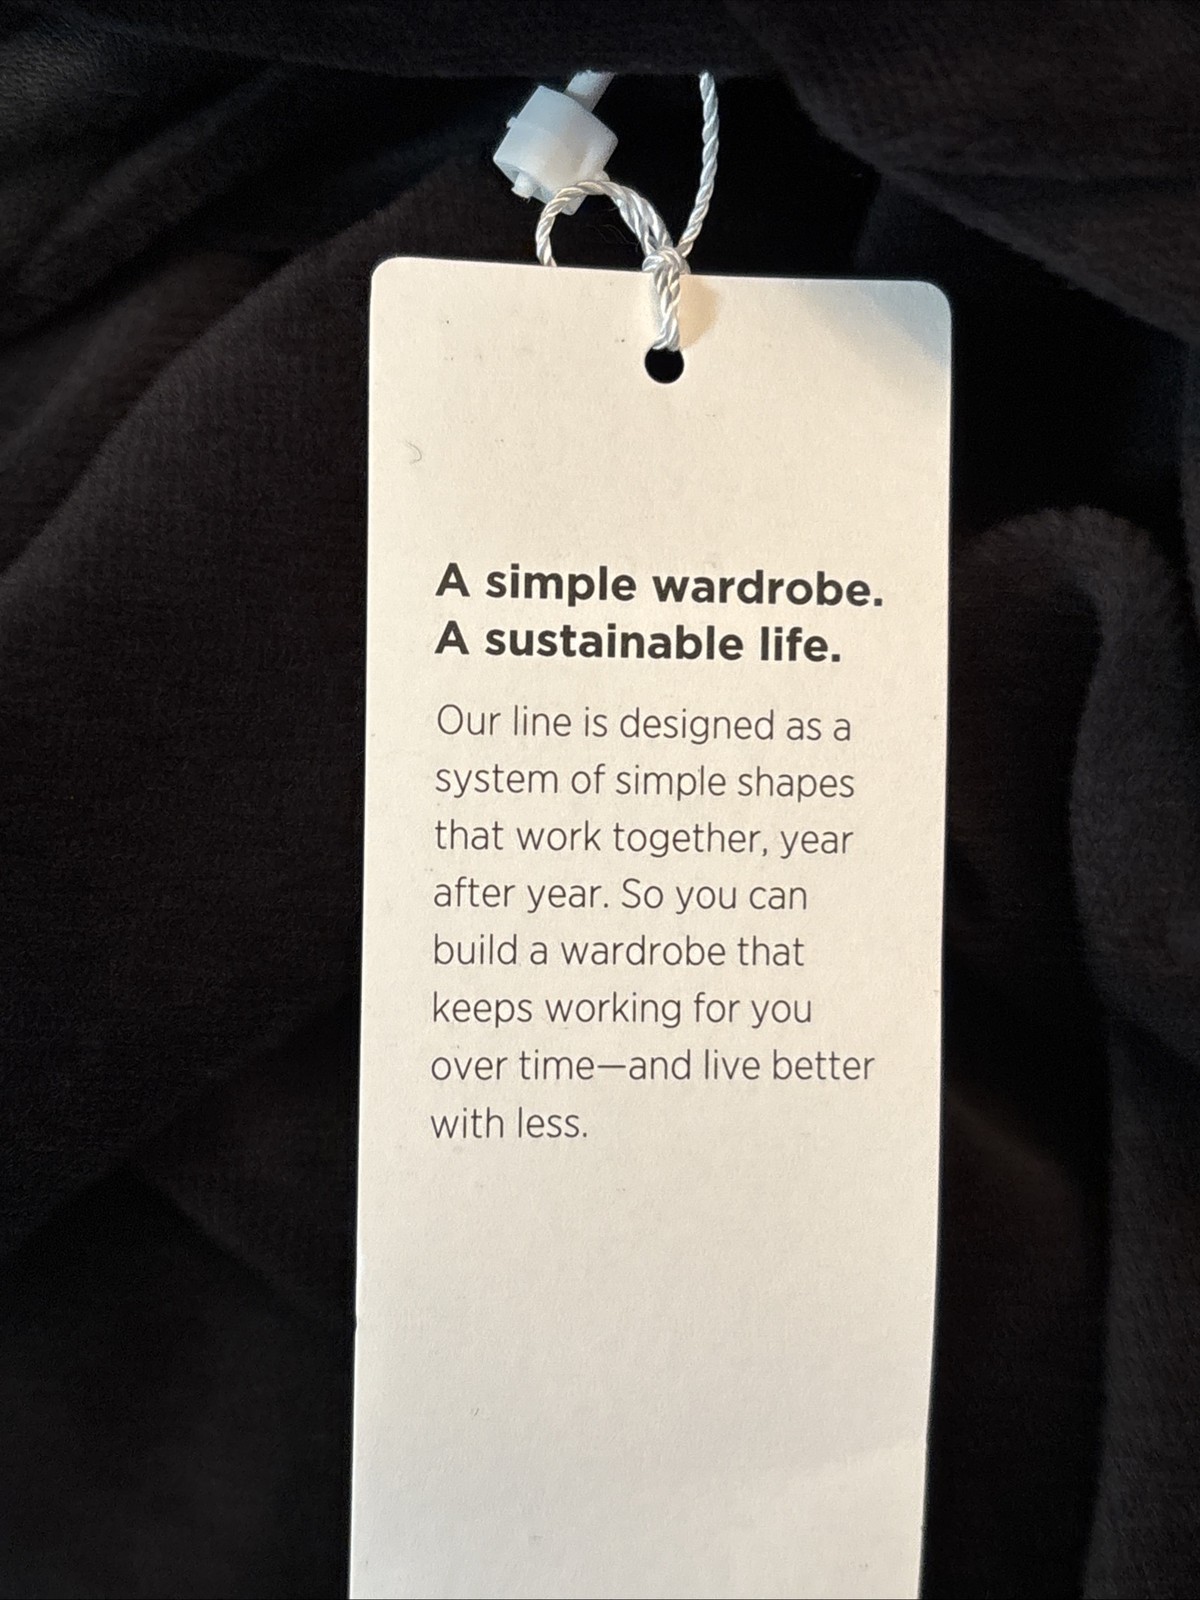 A simple wardrobe.
A sustainable life.
Our line is designed as a
system of simple shapes
that work together, year
after year. So you can
build a wardrobe that
keeps working for you
over time—and live better
with less.